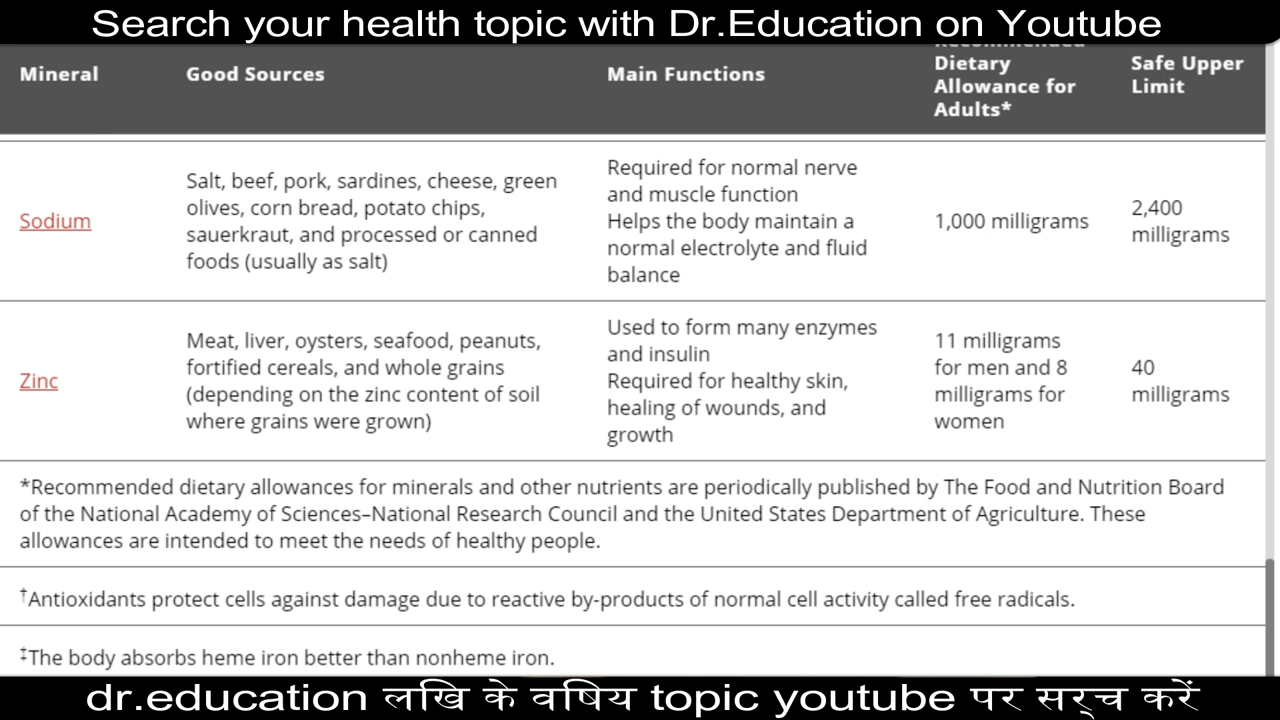 Search your health topic with Dr.Education on Youtube
Mineral
Good Sources
Main Functions
Recommended
Dietary
Allowance for
Adults*
Safe Upper
Limit
Sodium
Salt, beef, pork, sardines, cheese, green
olives, corn bread, potato chips,
sauerkraut, and processed or canned
foods (usually as salt)
Required for normal nerve
and muscle function
Helps the body maintain a
normal electrolyte and fluid
balance
1,000 milligrams
2,400
milligrams
Zinc
Meat, liver, oysters, seafood, peanuts,
fortified cereals, and whole grains
(depending on the zinc content of soil
where grains were grown)
Used to form many enzymes
and insulin
Required for healthy skin,
healing of wounds, and
growth
11 milligrams
for men and 8
milligrams for
women
40
milligrams
*Recommended dietary allowances for minerals and other nutrients are periodically published by The Food and Nutrition Board
of the National Academy of Sciences–National Research Council and the United States Department of Agriculture. These
allowances are intended to meet the needs of healthy people.
†Antioxidants protect cells against damage due to reactive by-products of normal cell activity called free radicals.
‡The body absorbs heme iron better than nonheme iron.
dr.education लखि के वषिय topic youtube पर सर्च करें